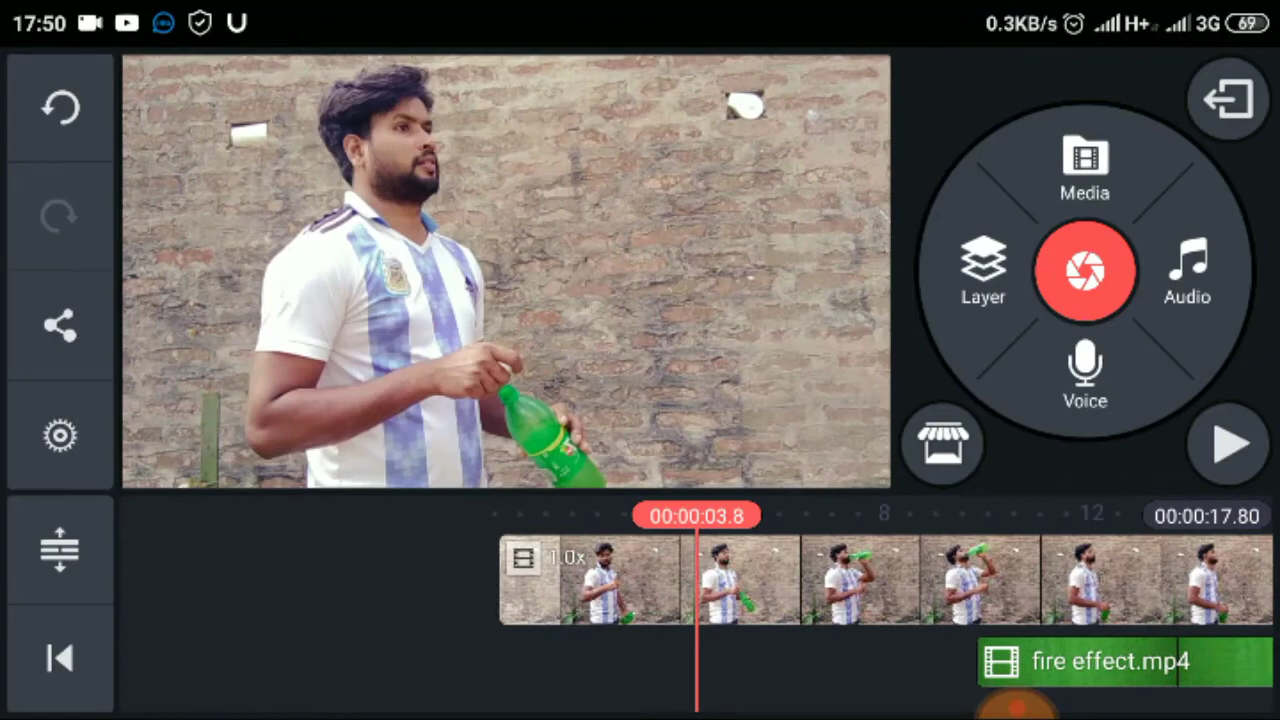 17:50 0.3KB/s H+ 3G 69
Media
Layer
Audio
Voice
00:00:03.8 8 12 00:00:17.80
1.0x
fire effect.mp4